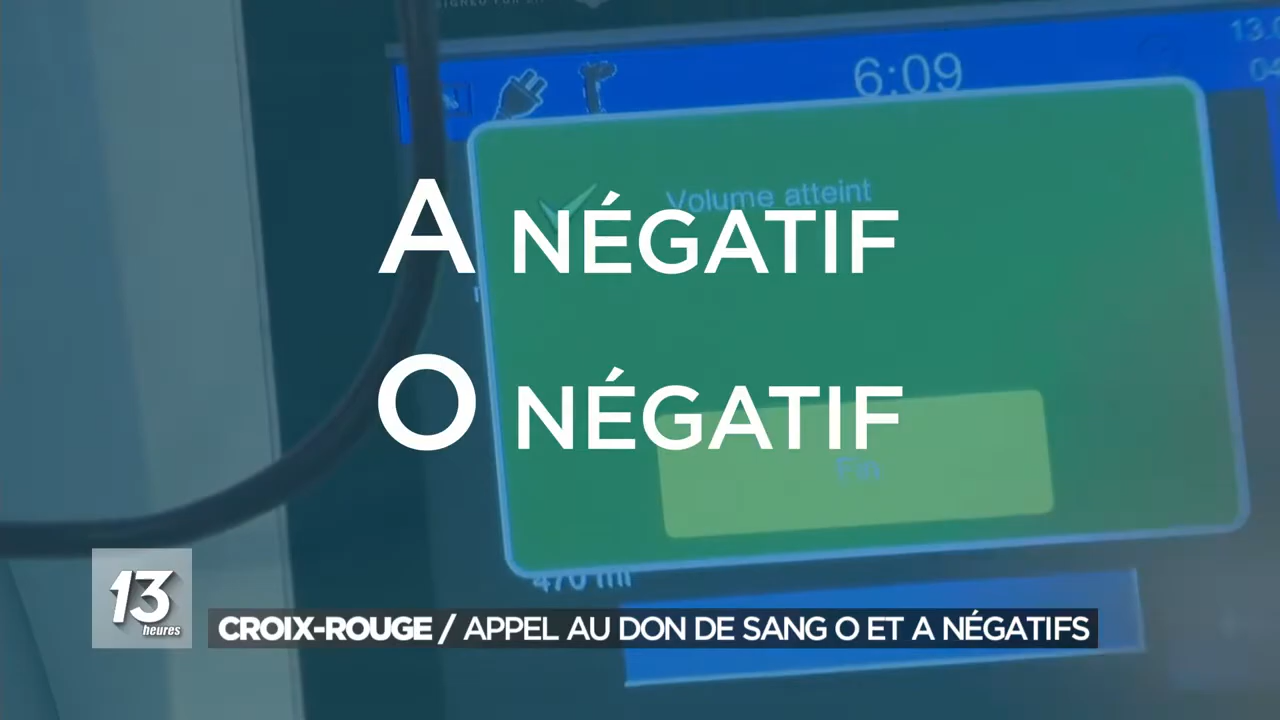 6:09
Volume atteint
A NÉGATIF
O NÉGATIF
Fin
470 ml
13 heures
CROIX-ROUGE / APPEL AU DON DE SANG O ET A NÉGATIFS